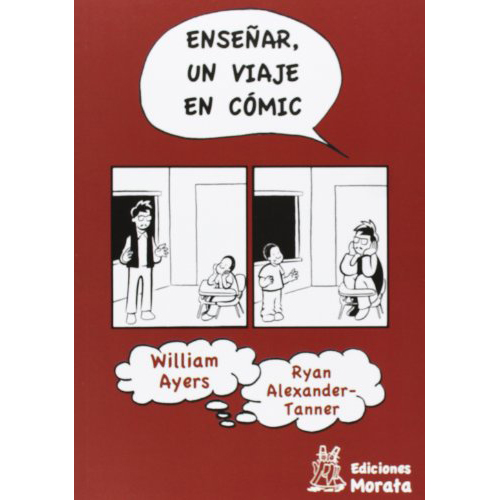 ENSEÑAR,
UN VIAJE
EN CÓMIC
William
Ayers
Ryan
Alexander-
Tanner
Ediciones
Morata